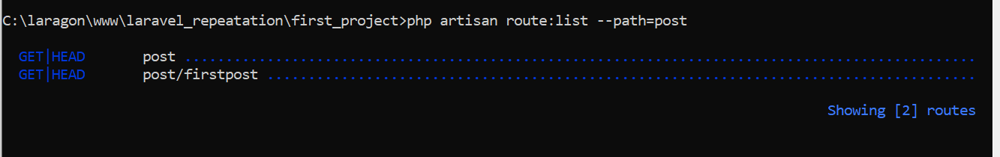 C:\laragon\www\laravel_repeatation\first_project>php artisan route:list --path=post
GET|HEAD post ................................................................................................
GET|HEAD post/firstpost ......................................................................................
Showing [2] routes